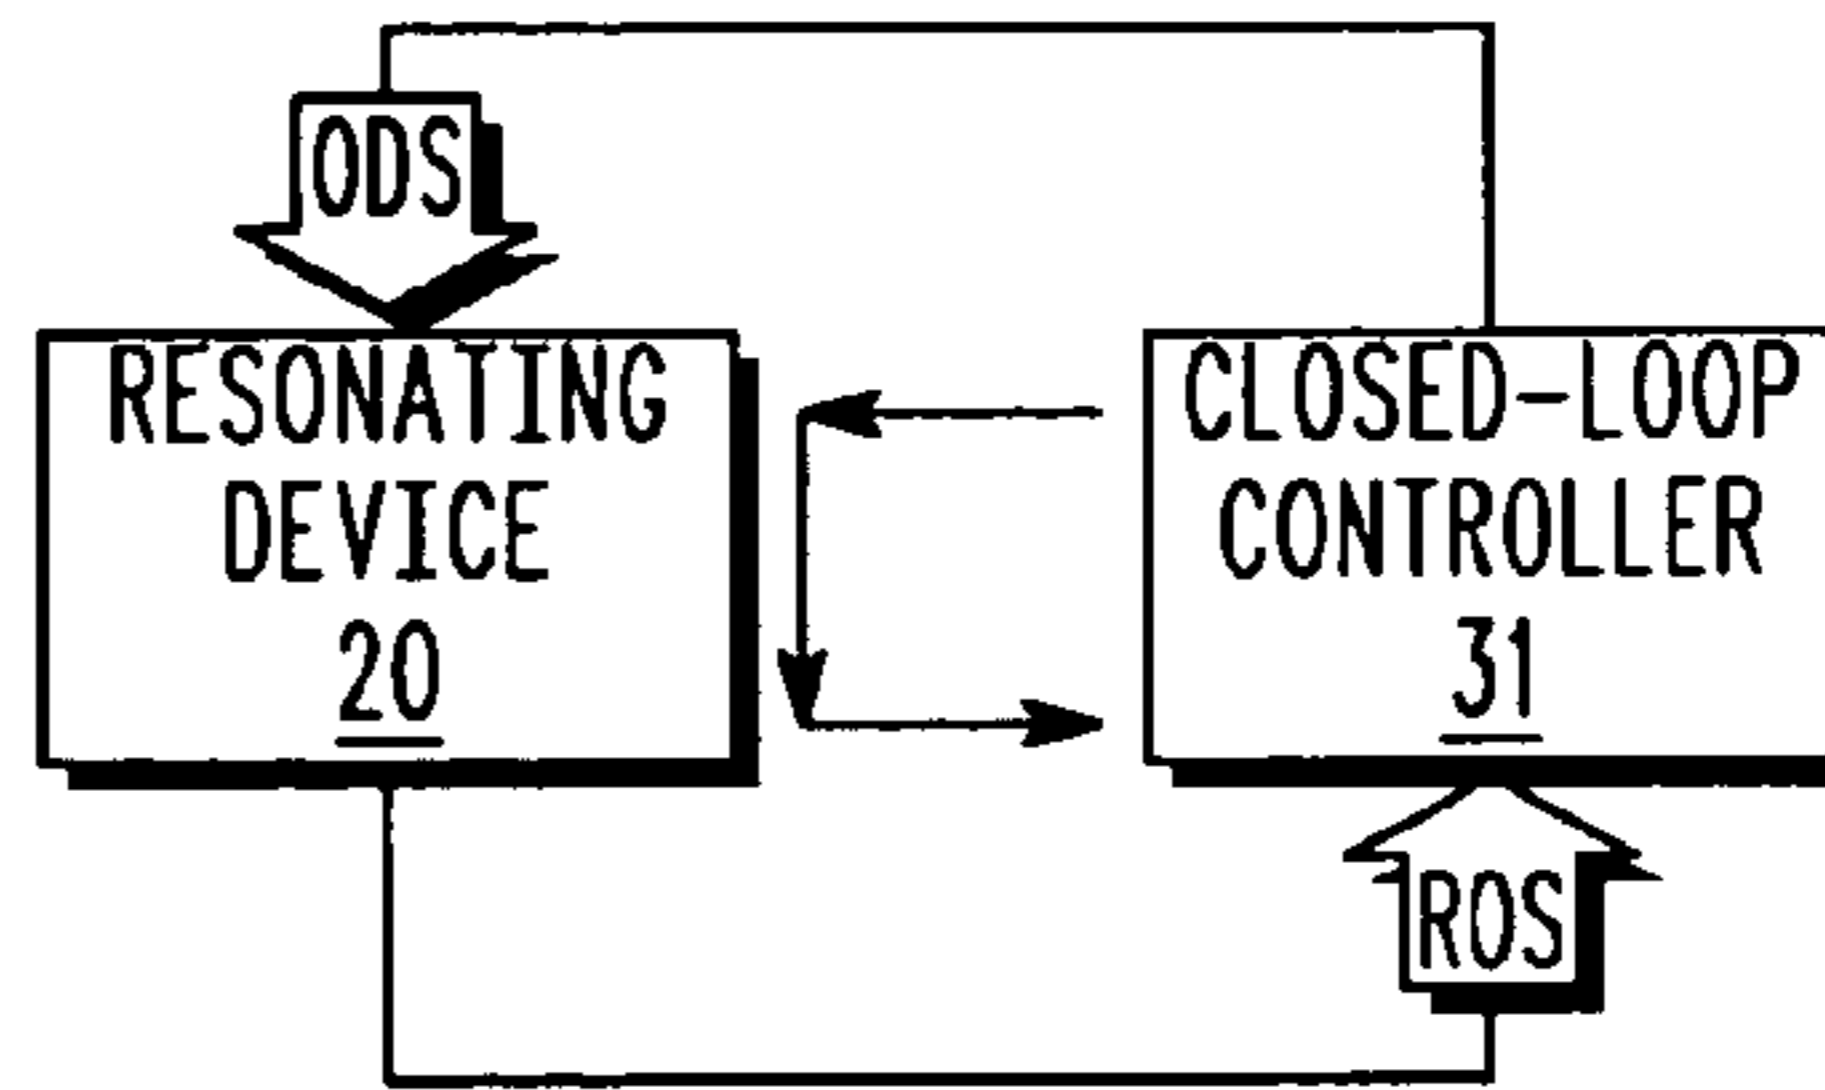 ODS
RESONATING
DEVICE
20
CLOSED-LOOP
CONTROLLER
31
ROS